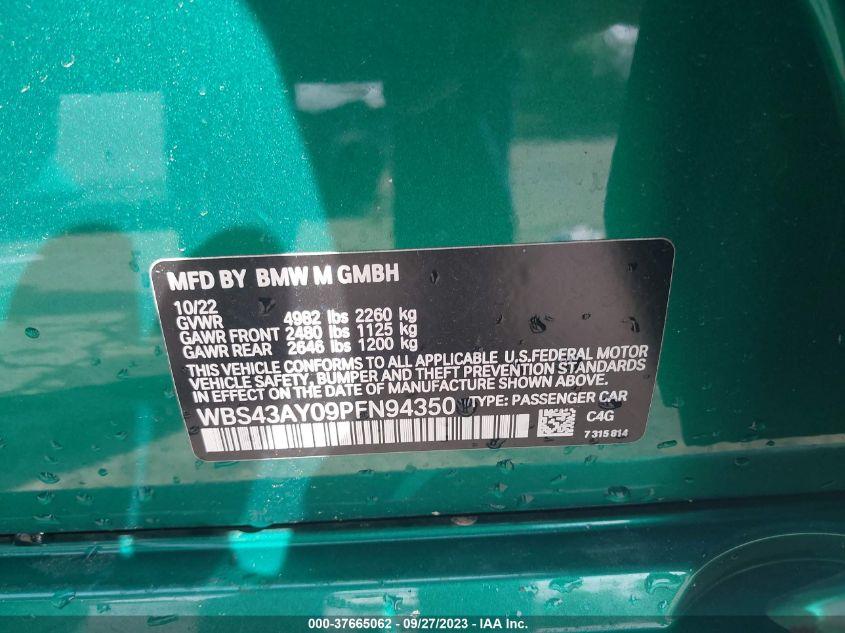 MFD BY BMW M GMBH
10/22
GVWR 4982 lbs 2260 kg
GAWR FRONT 2480 lbs 1125 kg
GAWR REAR 2646 lbs 1200 kg
THIS VEHICLE CONFORMS TO ALL APPLICABLE U.S.FEDERAL MOTOR
VEHICLE SAFETY, BUMPER AND THEFT PREVENTION STANDARDS
IN EFFECT ON THE DATE OF MANUFACTURE SHOWN ABOVE.
WBS43AY09PFN94350 TYPE: PASSENGER CAR
C4G
7 315 814
000-37665062 - 09/27/2023 - IAA Inc.